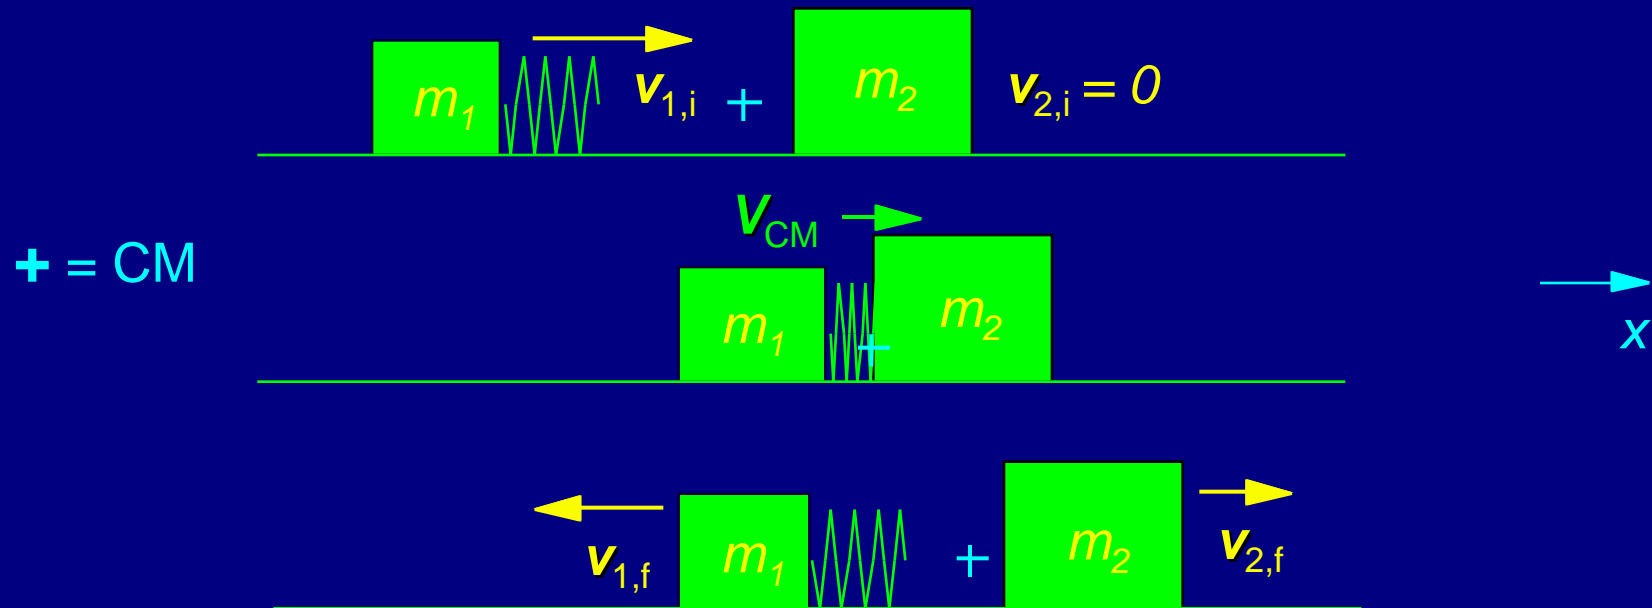 m1 v1,i + m2 v2,i = 0
VCM
+ = CM
m1 + m2
x
v1,f m1 + m2 v2,f